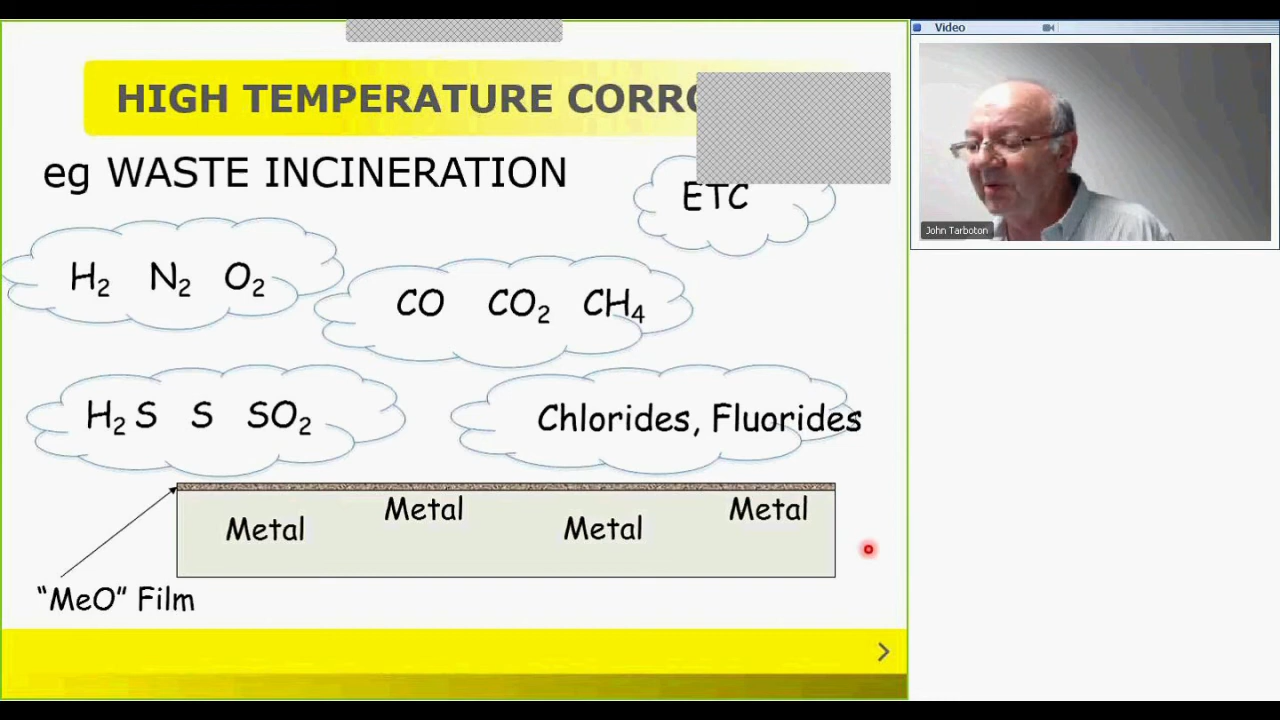 HIGH TEMPERATURE
eg WASTE INCINERATION
ETC
H2 N2 O2
CO CO2 CH4
H2S S SO2
Chlorides, Fluorides
Metal Metal Metal Metal
“MeO” Film
Video
John Tarboton